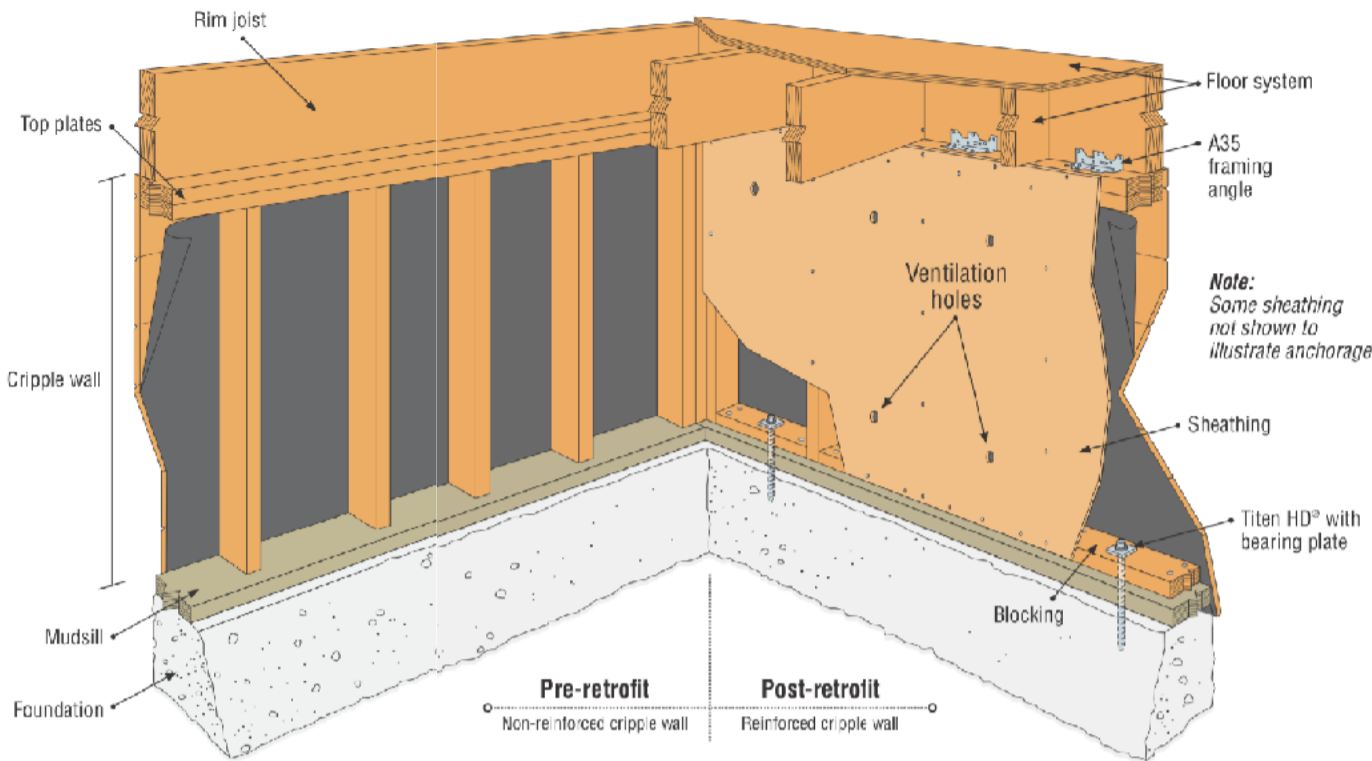 Rim joist
Top plates
Cripple wall
Mudsill
Foundation
Floor system
A35
framing
angle
Note:
Some sheathing
not shown to
illustrate anchorage
Ventilation
holes
Sheathing
Titen HD® with
bearing plate
Blocking
Pre-retrofit
Non-reinforced cripple wall
Post-retrofit
Reinforced cripple wall